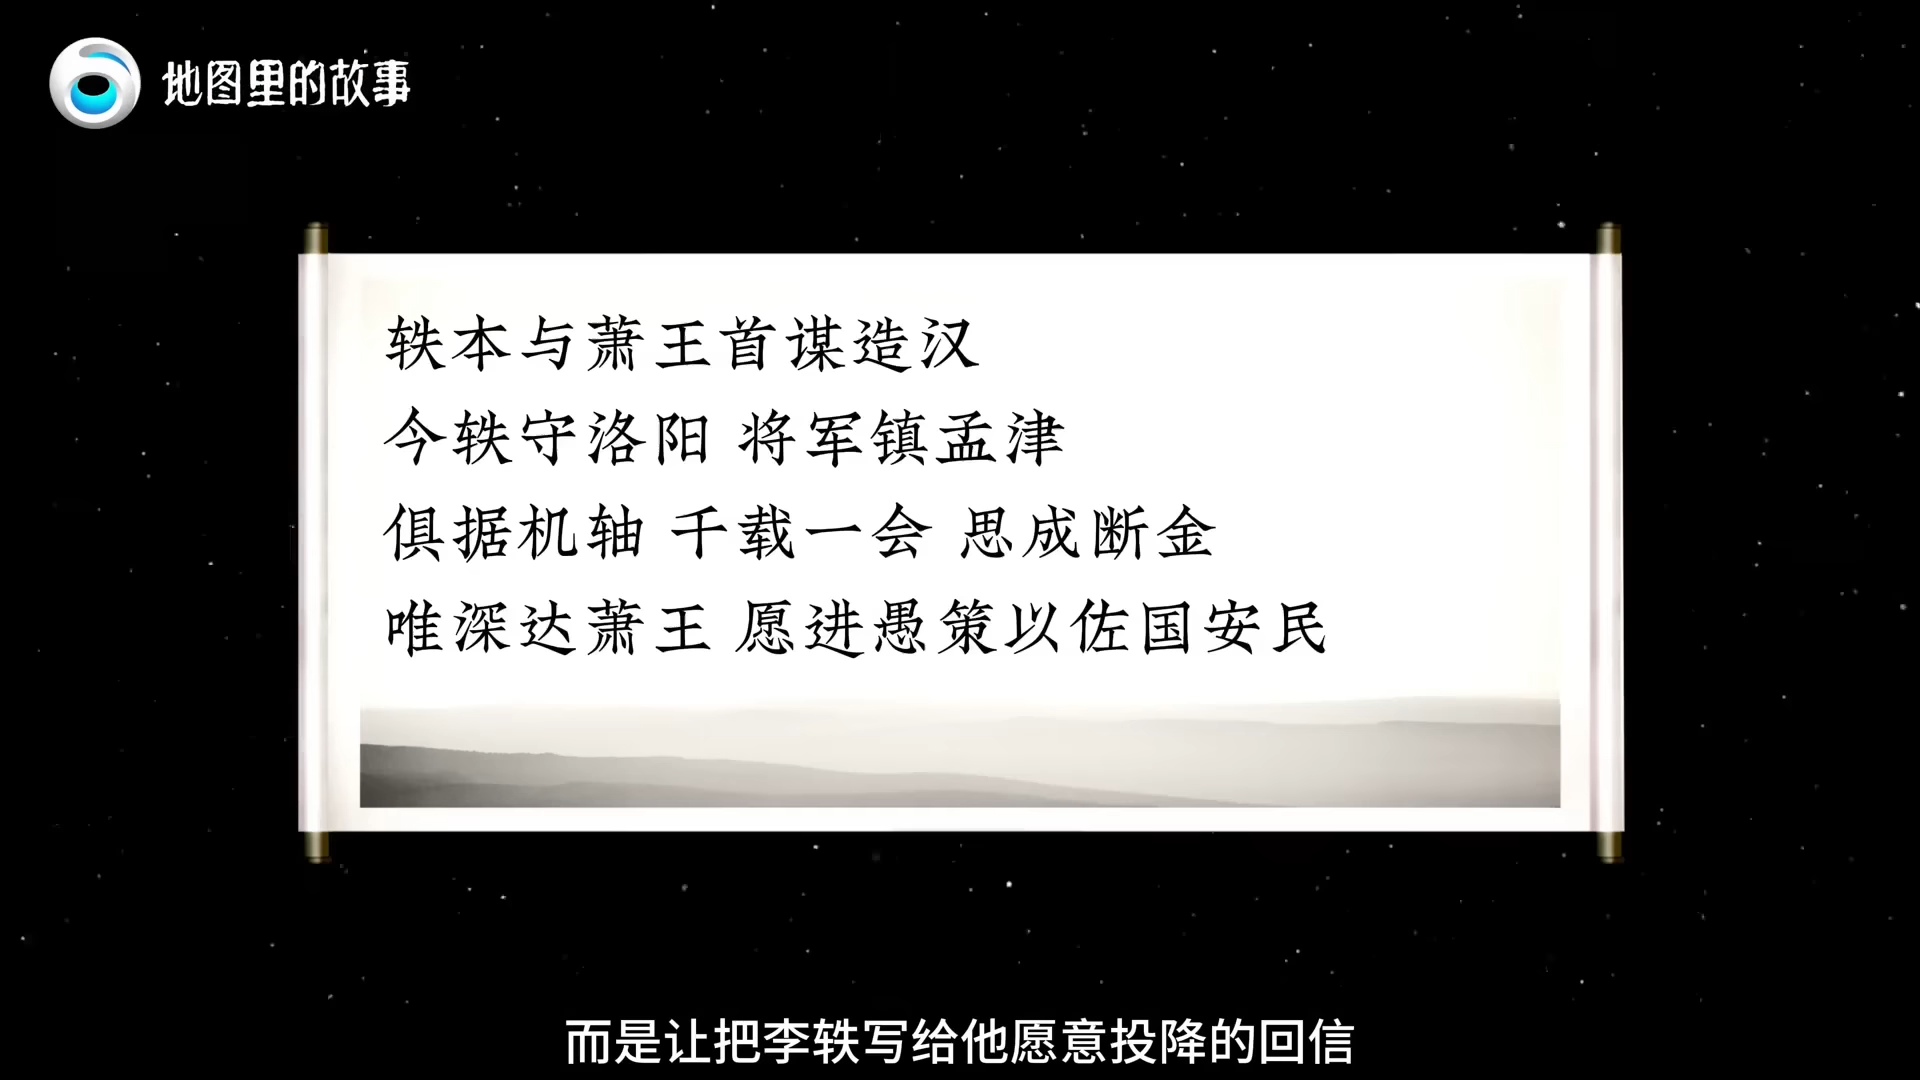 地图里的故事
轶本与萧王首谋造汉
今轶守洛阳 将军镇孟津
俱据机轴 千载一会 思成断金
唯深达萧王 愿进愚策以佐国安民
而是让把李轶写给他愿意投降的回信